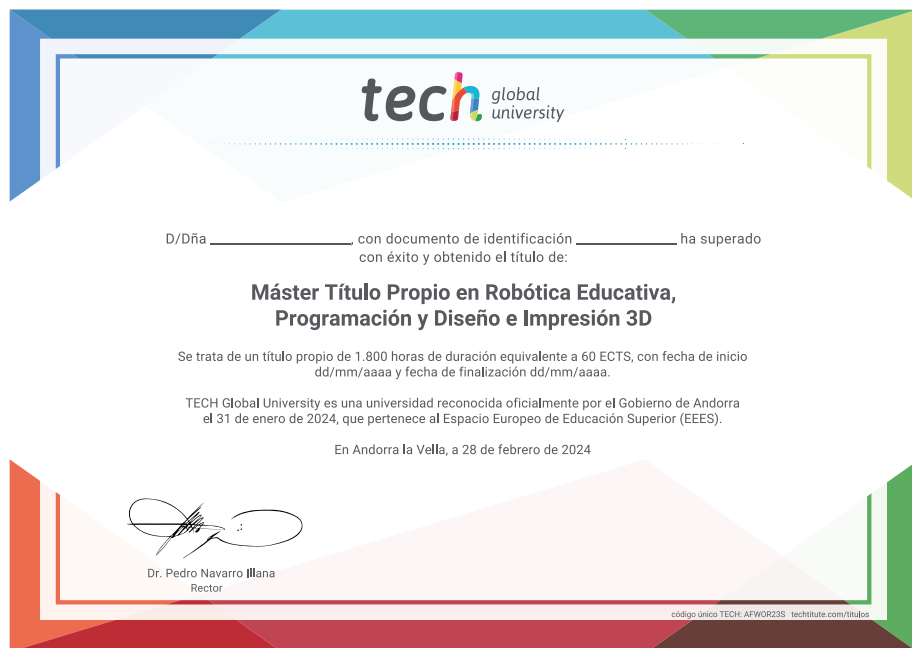 tech global university
D/Dña ________________, con documento de identificación ____________ ha superado
con éxito y obtenido el título de:
Máster Título Propio en Robótica Educativa,
Programación y Diseño e Impresión 3D
Se trata de un título propio de 1.800 horas de duración equivalente a 60 ECTS, con fecha de inicio
dd/mm/aaaa y fecha de finalización dd/mm/aaaa.
TECH Global University es una universidad reconocida oficialmente por el Gobierno de Andorra
el 31 de enero de 2024, que pertenece al Espacio Europeo de Educación Superior (EEES).
En Andorra la Vella, a 28 de febrero de 2024
Dr. Pedro Navarro Illana
Rector
código único TECH: AFWOR23S techtitute.com/titulos